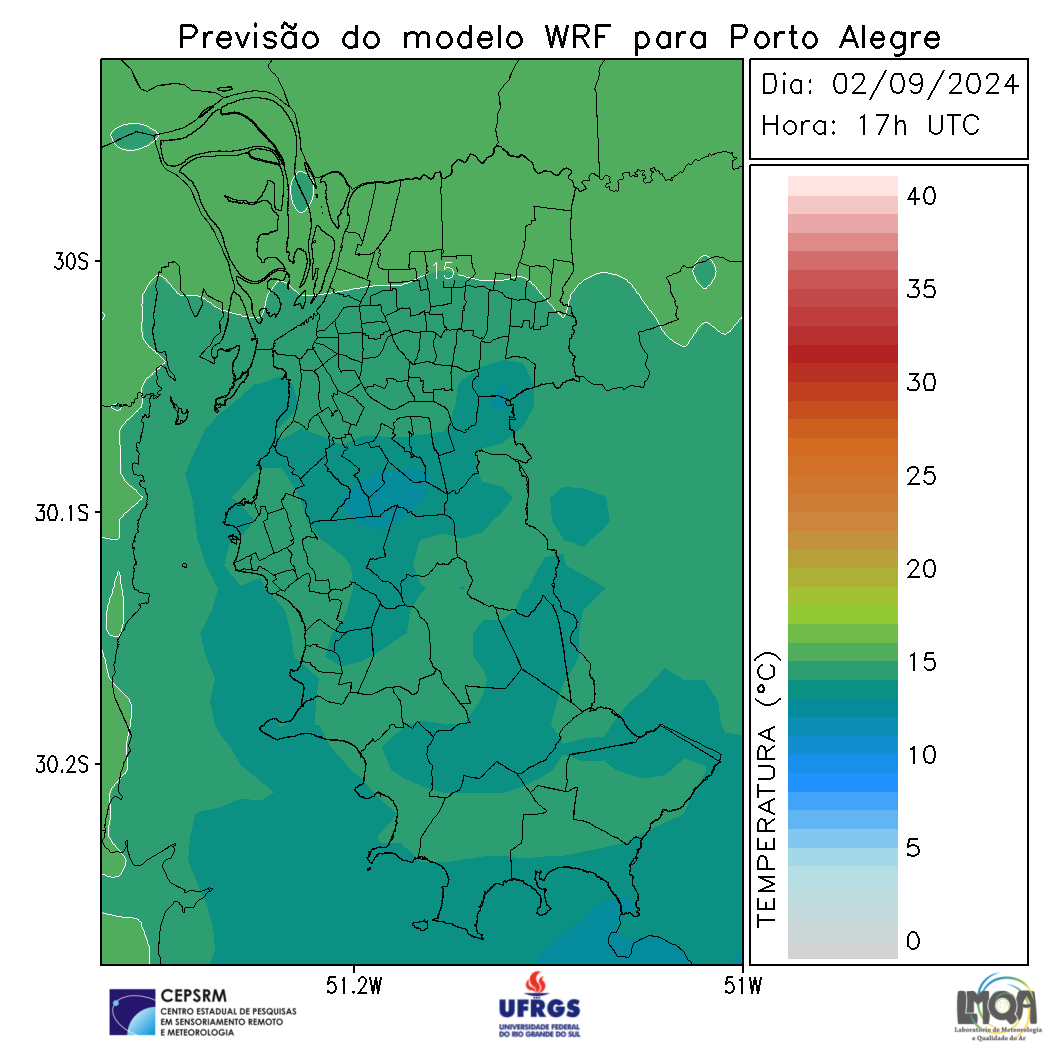 Previsão do modelo WRF para Porto Alegre
Dia: 02/09/2024
Hora: 17h UTC
40
35
30
25
20
15
10
5
0
TEMPERATURA (°C)
15
30S
30.1S
30.2S
51.2W
51W
CEPSRM
CENTRO ESTADUAL DE PESQUISAS
EM SENSORIAMENTO REMOTO
E METEOROLOGIA
UFRGS
UNIVERSIDADE FEDERAL
DO RIO GRANDE DO SUL
LMQA
Laboratório de Meteorologia
e Qualidade do Ar